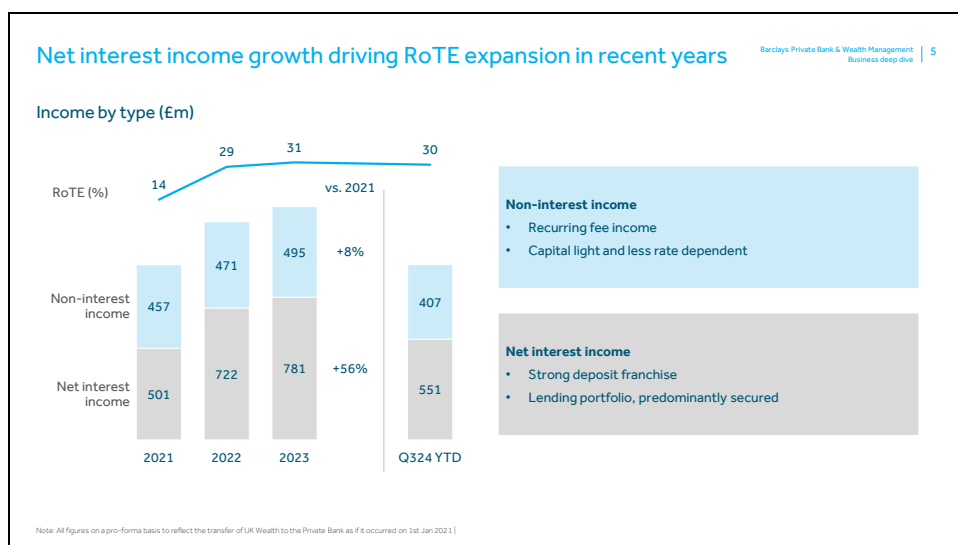 Net interest income growth driving RoTE expansion in recent years
Barclays Private Bank & Wealth Management
Business deep dive
5
Income by type (£m)
RoTE (%)
14
29
31
30
vs. 2021
Non-interest
income
457
471
495
+8%
407
Net interest
income
501
722
781
+56%
551
2021
2022
2023
Q324 YTD
Non-interest income
• Recurring fee income
• Capital light and less rate dependent
Net interest income
• Strong deposit franchise
• Lending portfolio, predominantly secured
Note: All figures on a pro-forma basis to reflect the transfer of UK Wealth to the Private Bank as if it occurred on 1st Jan 2021 |